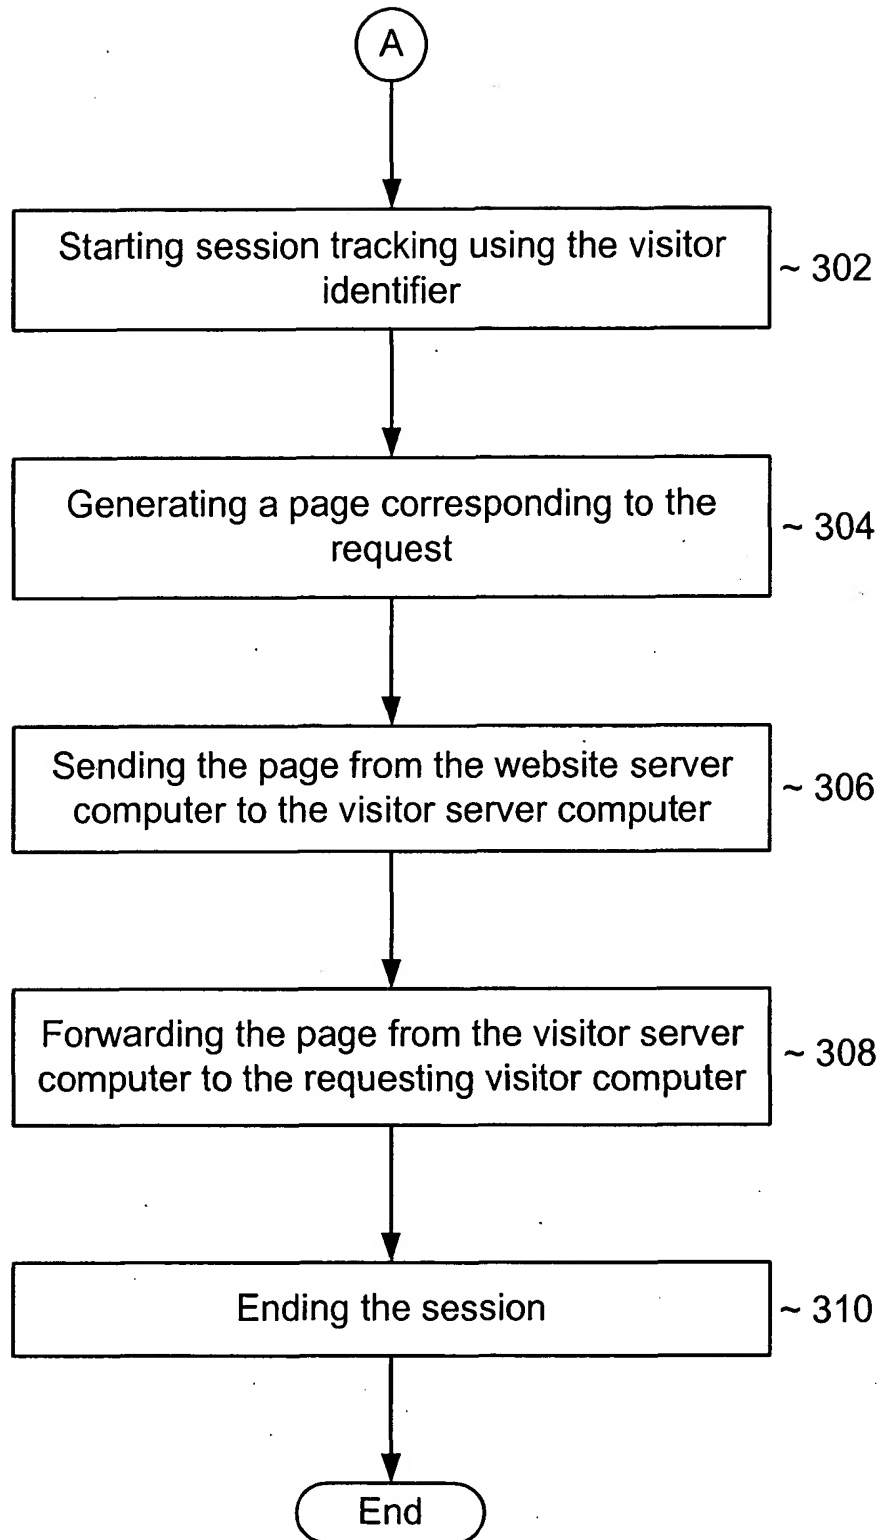 A
Starting session tracking using the visitor
identifier
~ 302
Generating a page corresponding to the
request
~ 304
Sending the page from the website server
computer to the visitor server computer
~ 306
Forwarding the page from the visitor server
computer to the requesting visitor computer
~ 308
Ending the session
~ 310
End